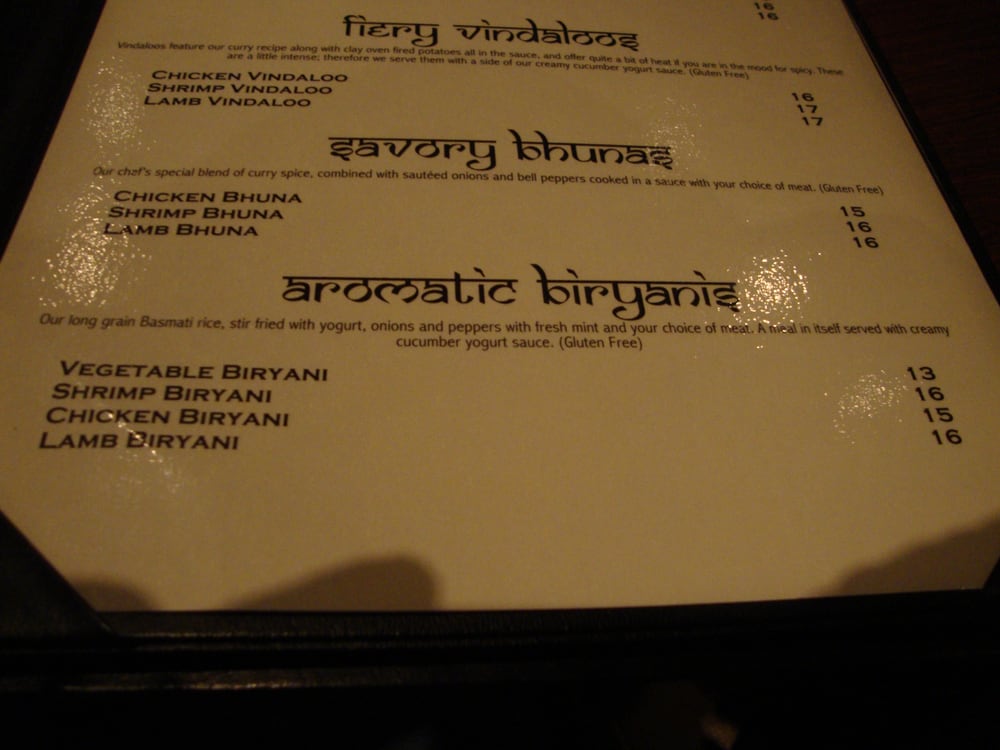 16
16
fiery vindaloos
Vindaloos feature our curry recipe along with clay oven fired potatoes all in the sauce, and offer quite a bit of heat if you are in the mood for spicy. These
are a little intense; therefore we serve them with a side of our creamy cucumber yogurt sauce. (Gluten Free)
CHICKEN VINDALOO 16
SHRIMP VINDALOO 17
LAMB VINDALOO 17
savory bhunas
Our chef's special blend of curry spice, combined with sautéed onions and bell peppers cooked in a sauce with your choice of meat. (Gluten Free)
CHICKEN BHUNA 15
SHRIMP BHUNA 16
LAMB BHUNA 16
aromatic biryanis
Our long grain Basmati rice, stir fried with yogurt, onions and peppers with fresh mint and your choice of meat. A meal in itself served with creamy
cucumber yogurt sauce. (Gluten Free)
VEGETABLE BIRYANI 13
SHRIMP BIRYANI 16
CHICKEN BIRYANI 15
LAMB BIRYANI 16